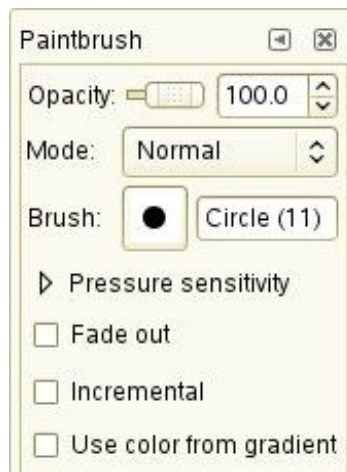 Paintbrush
Opacity: 100.0
Mode: Normal
Brush: Circle (11)
Pressure sensitivity
Fade out
Incremental
Use color from gradient